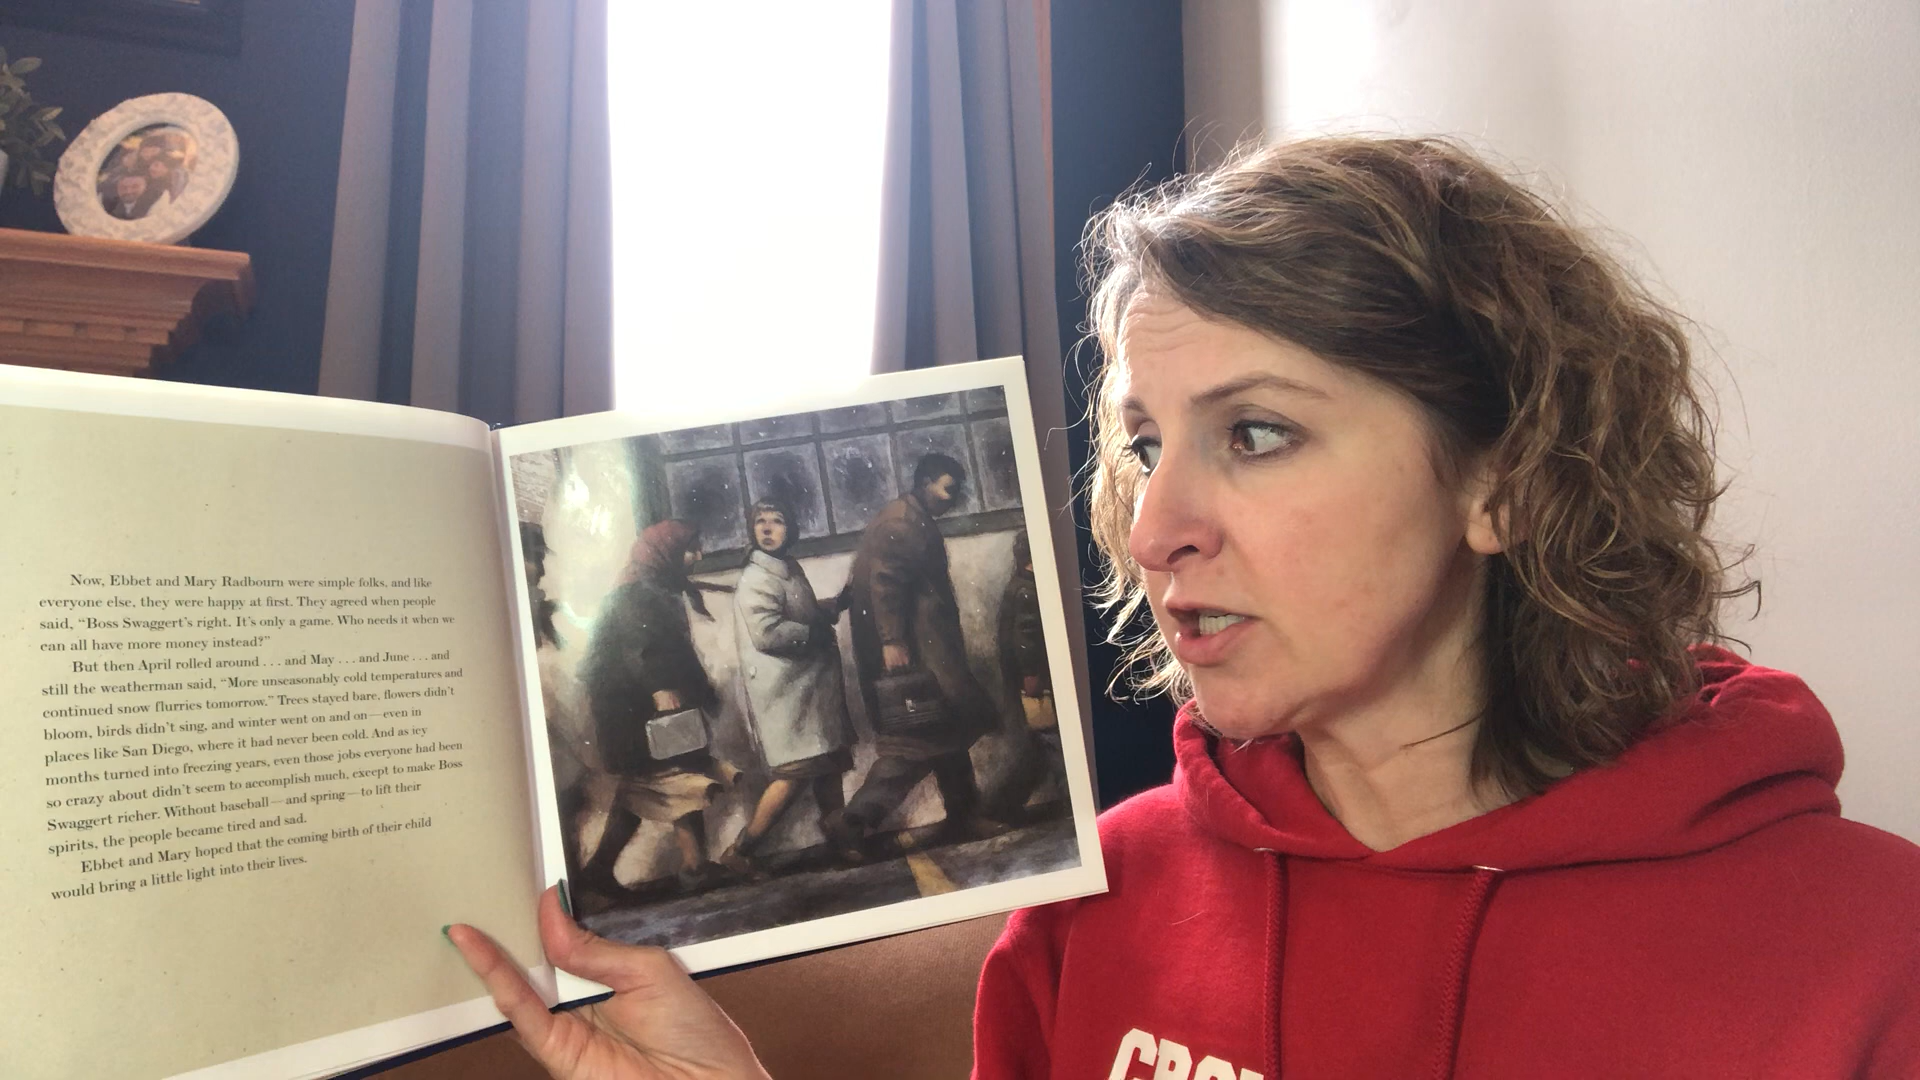 Now, Ebbet and Mary Radbourn were simple folks, and like
everyone else, they were happy at first. They agreed when people
said, “Boss Swaggert’s right. It’s only a game. Who needs it when we
can all have more money instead?”
But then April rolled around . . . and May . . . and June . . . and
still the weatherman said, “More unseasonably cold temperatures and
continued snow flurries tomorrow.” Trees stayed bare, flowers didn’t
bloom, birds didn’t sing, and winter went on and on—even in
places like San Diego, where it had never been cold. And as icy
months turned into freezing years, even those jobs everyone had been
so crazy about didn’t seem to accomplish much, except to make Boss
Swaggert richer. Without baseball—and spring—to lift their
spirits, the people became tired and sad.
Ebbet and Mary hoped that the coming birth of their child
would bring a little light into their lives.